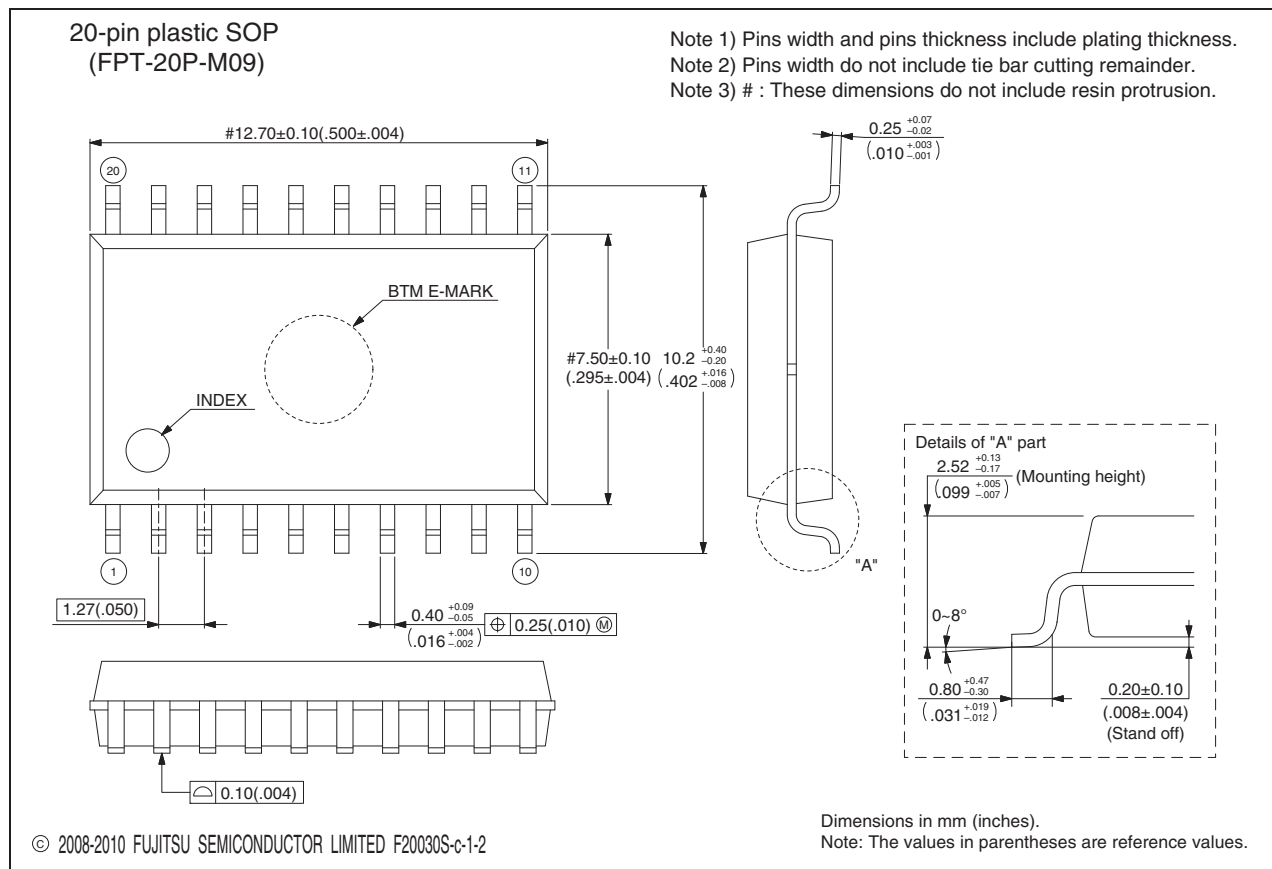 20-pin plastic SOP
(FPT-20P-M09)
Note 1) Pins width and pins thickness include plating thickness.
Note 2) Pins width do not include tie bar cutting remainder.
Note 3) # : These dimensions do not include resin protrusion.
#12.70±0.10(.500±.004)
0.25 +0.07 −0.02
(.010 +.003 −.001)
20
11
BTM E-MARK
#7.50±0.10
(.295±.004)
10.2 +0.40 −0.20
(.402 +.016 −.008)
INDEX
1
10
"A"
1.27(.050)
0.40 +0.09 −0.05
(.016 +.004 −.002)
⌖ 0.25(.010) Ⓜ
Details of "A" part
2.52 +0.13 −0.17
(.099 +.005 −.007)
(Mounting height)
0~8°
0.80 +0.47 −0.30
(.031 +.019 −.012)
0.20±0.10
(.008±.004)
(Stand off)
⌓ 0.10(.004)
© 2008-2010 FUJITSU SEMICONDUCTOR LIMITED F20030S-c-1-2
Dimensions in mm (inches).
Note: The values in parentheses are reference values.